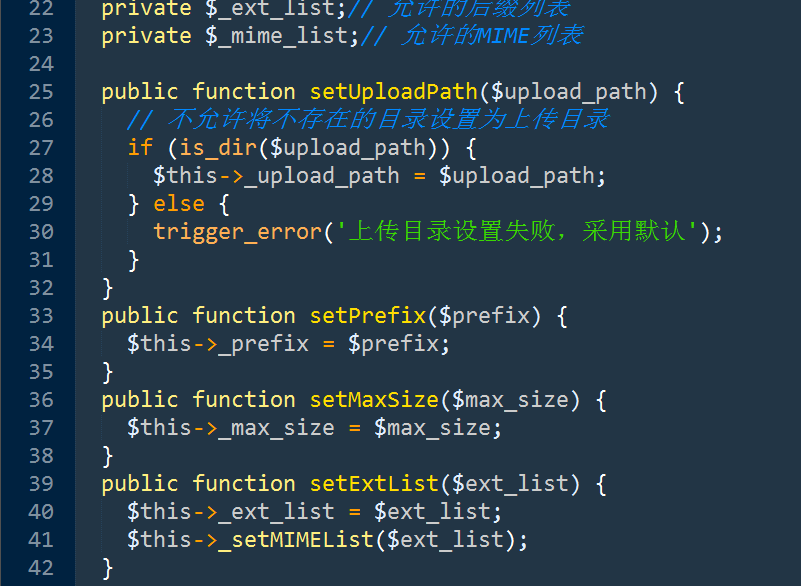 22 private $_ext_list;// 允许的后缀列表
23 private $_mime_list;// 允许的MIME列表
24
25 public function setUploadPath($upload_path) {
26 // 不允许将不存在的目录设置为上传目录
27 if (is_dir($upload_path)) {
28 $this->_upload_path = $upload_path;
29 } else {
30 trigger_error('上传目录设置失败，采用默认');
31 }
32 }
33 public function setPrefix($prefix) {
34 $this->_prefix = $prefix;
35 }
36 public function setMaxSize($max_size) {
37 $this->_max_size = $max_size;
38 }
39 public function setExtList($ext_list) {
40 $this->_ext_list = $ext_list;
41 $this->_setMIMEList($ext_list);
42 }